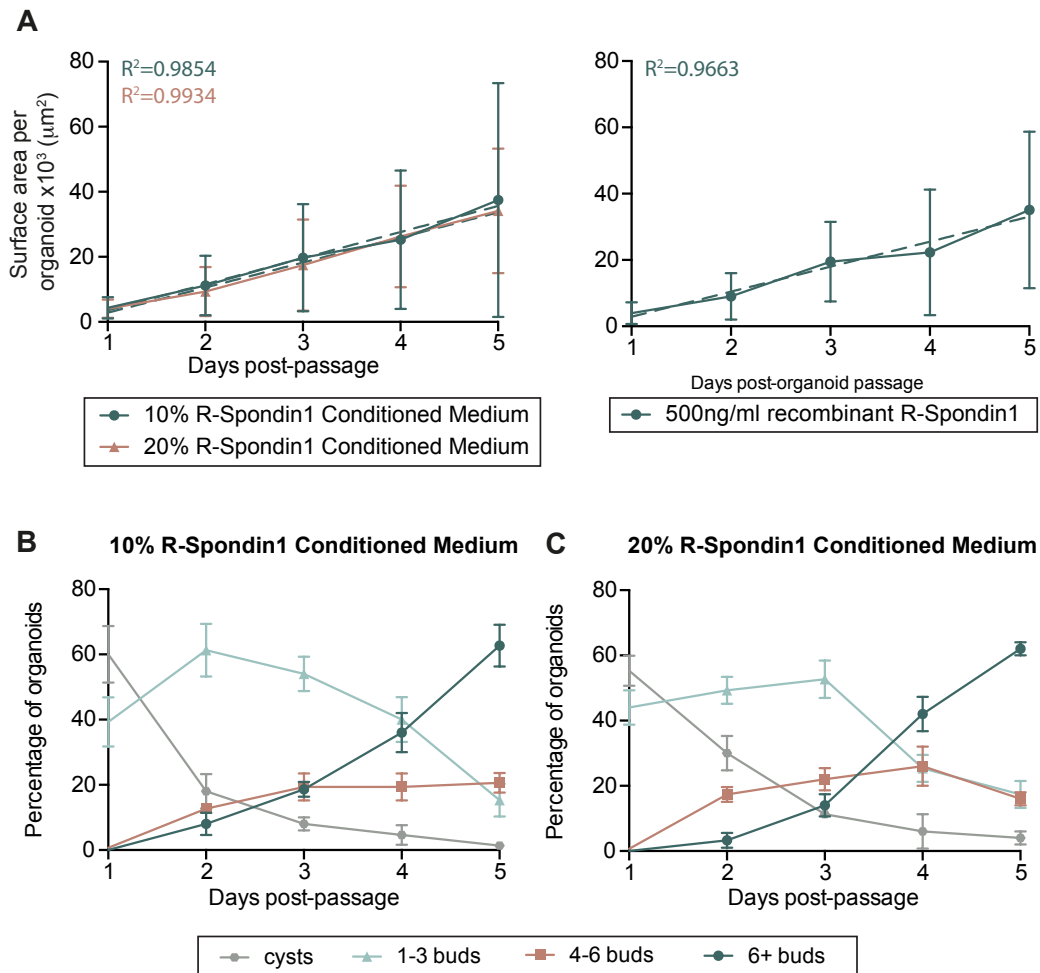 A
R²=0.9854
R²=0.9934
Surface area per
organoid x10³ (μm²)
80
60
40
20
0
1 2 3 4 5
Days post-passage
10% R-Spondin1 Conditioned Medium
20% R-Spondin1 Conditioned Medium
R²=0.9663
80
60
40
20
0
1 2 3 4 5
Days post-organoid passage
500ng/ml recombinant R-Spondin1
B
10% R-Spondin1 Conditioned Medium
Percentage of organoids
80
60
40
20
0
1 2 3 4 5
Days post-passage
C
20% R-Spondin1 Conditioned Medium
Percentage of organoids
80
60
40
20
0
1 2 3 4 5
Days post-passage
cysts 1-3 buds 4-6 buds 6+ buds